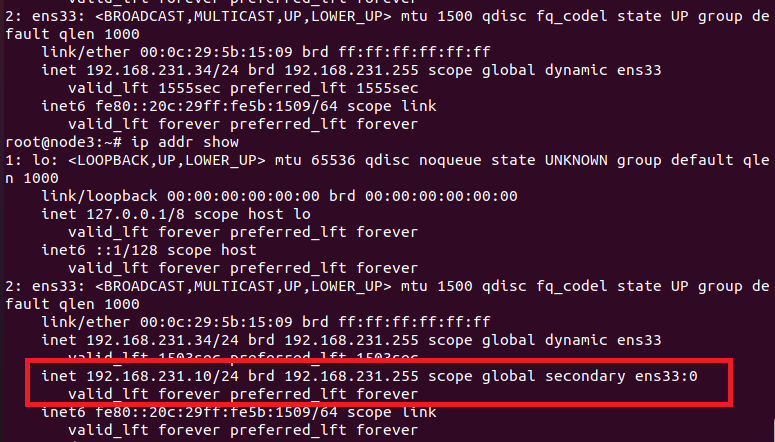 valid_lft forever preferred_lft forever
2: ens33: <BROADCAST,MULTICAST,UP,LOWER_UP> mtu 1500 qdisc fq_codel state UP group de
fault qlen 1000
link/ether 00:0c:29:5b:15:09 brd ff:ff:ff:ff:ff:ff
inet 192.168.231.34/24 brd 192.168.231.255 scope global dynamic ens33
valid_lft 1555sec preferred_lft 1555sec
inet6 fe80::20c:29ff:fe5b:1509/64 scope link
valid_lft forever preferred_lft forever
root@node3:~# ip addr show
1: lo: <LOOPBACK,UP,LOWER_UP> mtu 65536 qdisc noqueue state UNKNOWN group default qle
n 1000
link/loopback 00:00:00:00:00:00 brd 00:00:00:00:00:00
inet 127.0.0.1/8 scope host lo
valid_lft forever preferred_lft forever
inet6 ::1/128 scope host
valid_lft forever preferred_lft forever
2: ens33: <BROADCAST,MULTICAST,UP,LOWER_UP> mtu 1500 qdisc fq_codel state UP group de
fault qlen 1000
link/ether 00:0c:29:5b:15:09 brd ff:ff:ff:ff:ff:ff
inet 192.168.231.34/24 brd 192.168.231.255 scope global dynamic ens33
valid_lft 1503sec preferred_lft 1503sec
inet 192.168.231.10/24 brd 192.168.231.255 scope global secondary ens33:0
valid_lft forever preferred_lft forever
inet6 fe80::20c:29ff:fe5b:1509/64 scope link